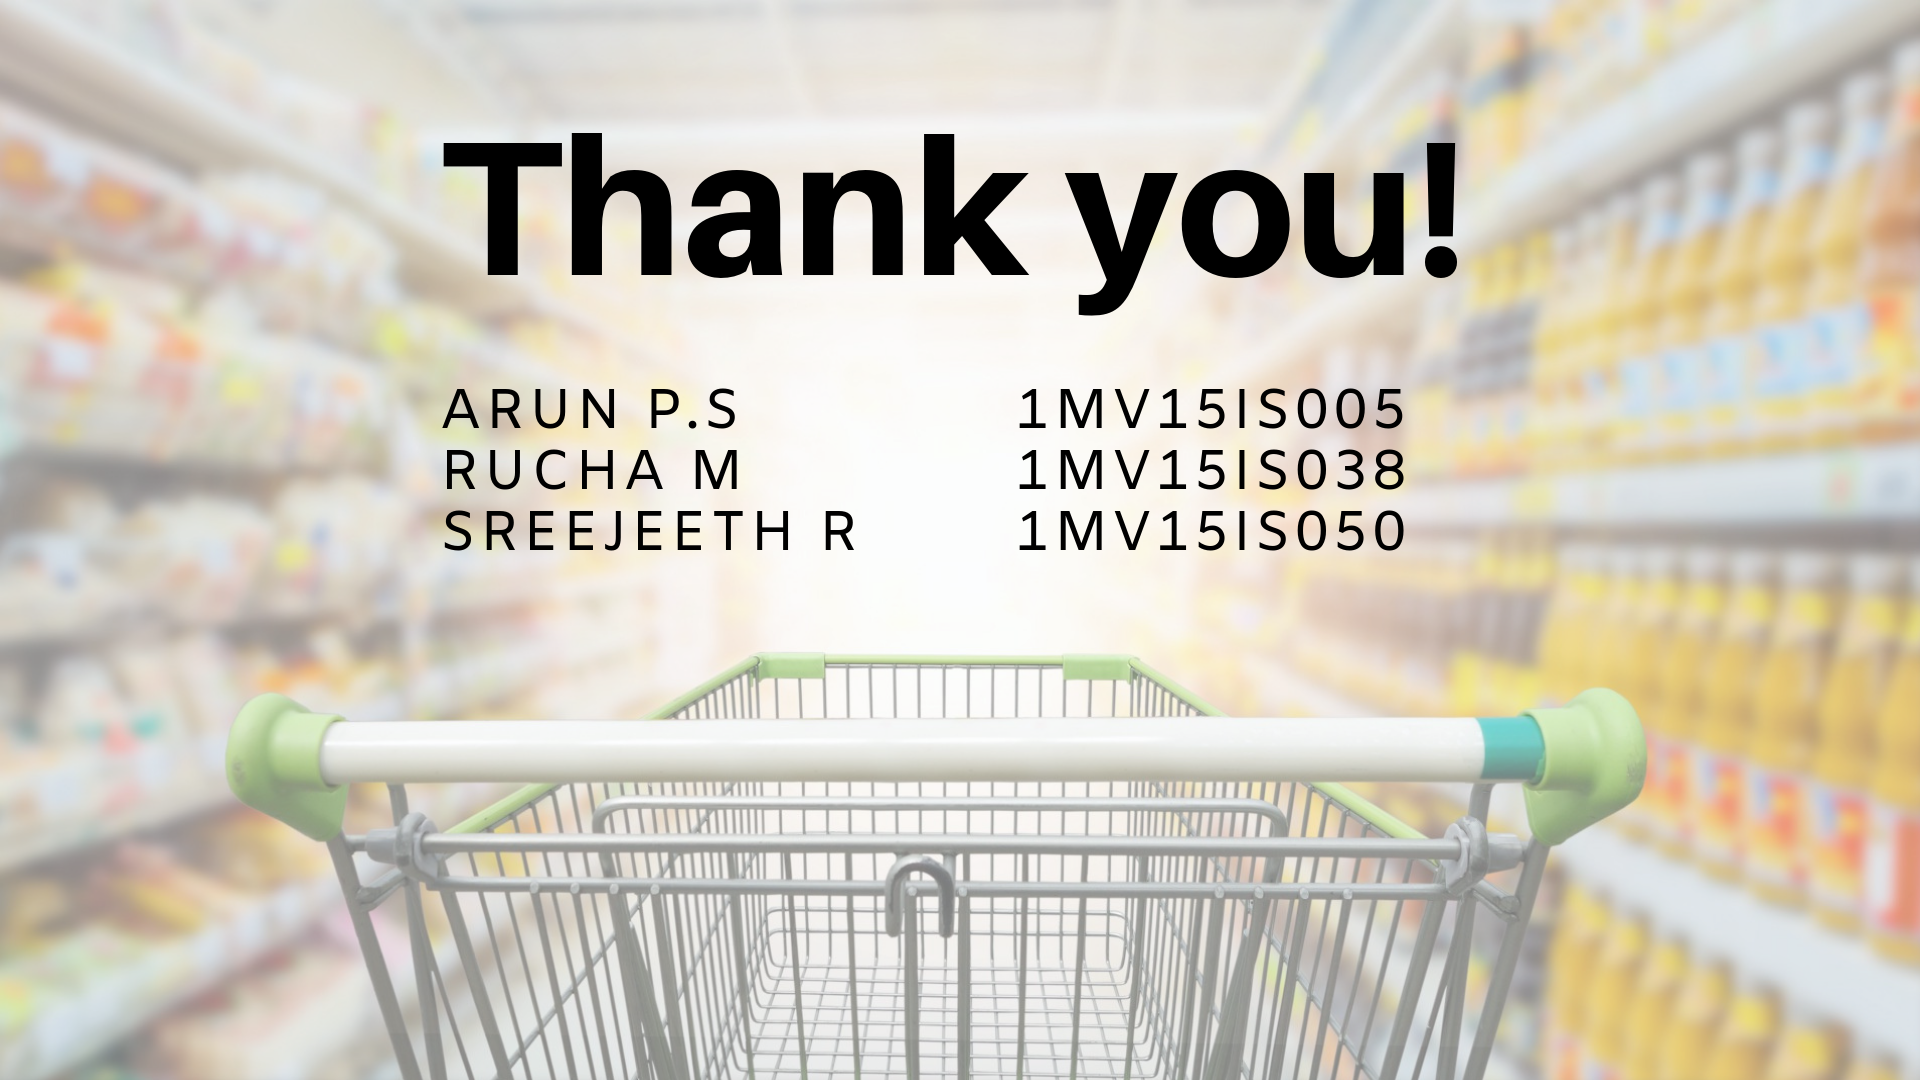 Thank you!
ARUN P.S 1MV15IS005
RUCHA M 1MV15IS038
SREEJEETH R 1MV15IS050